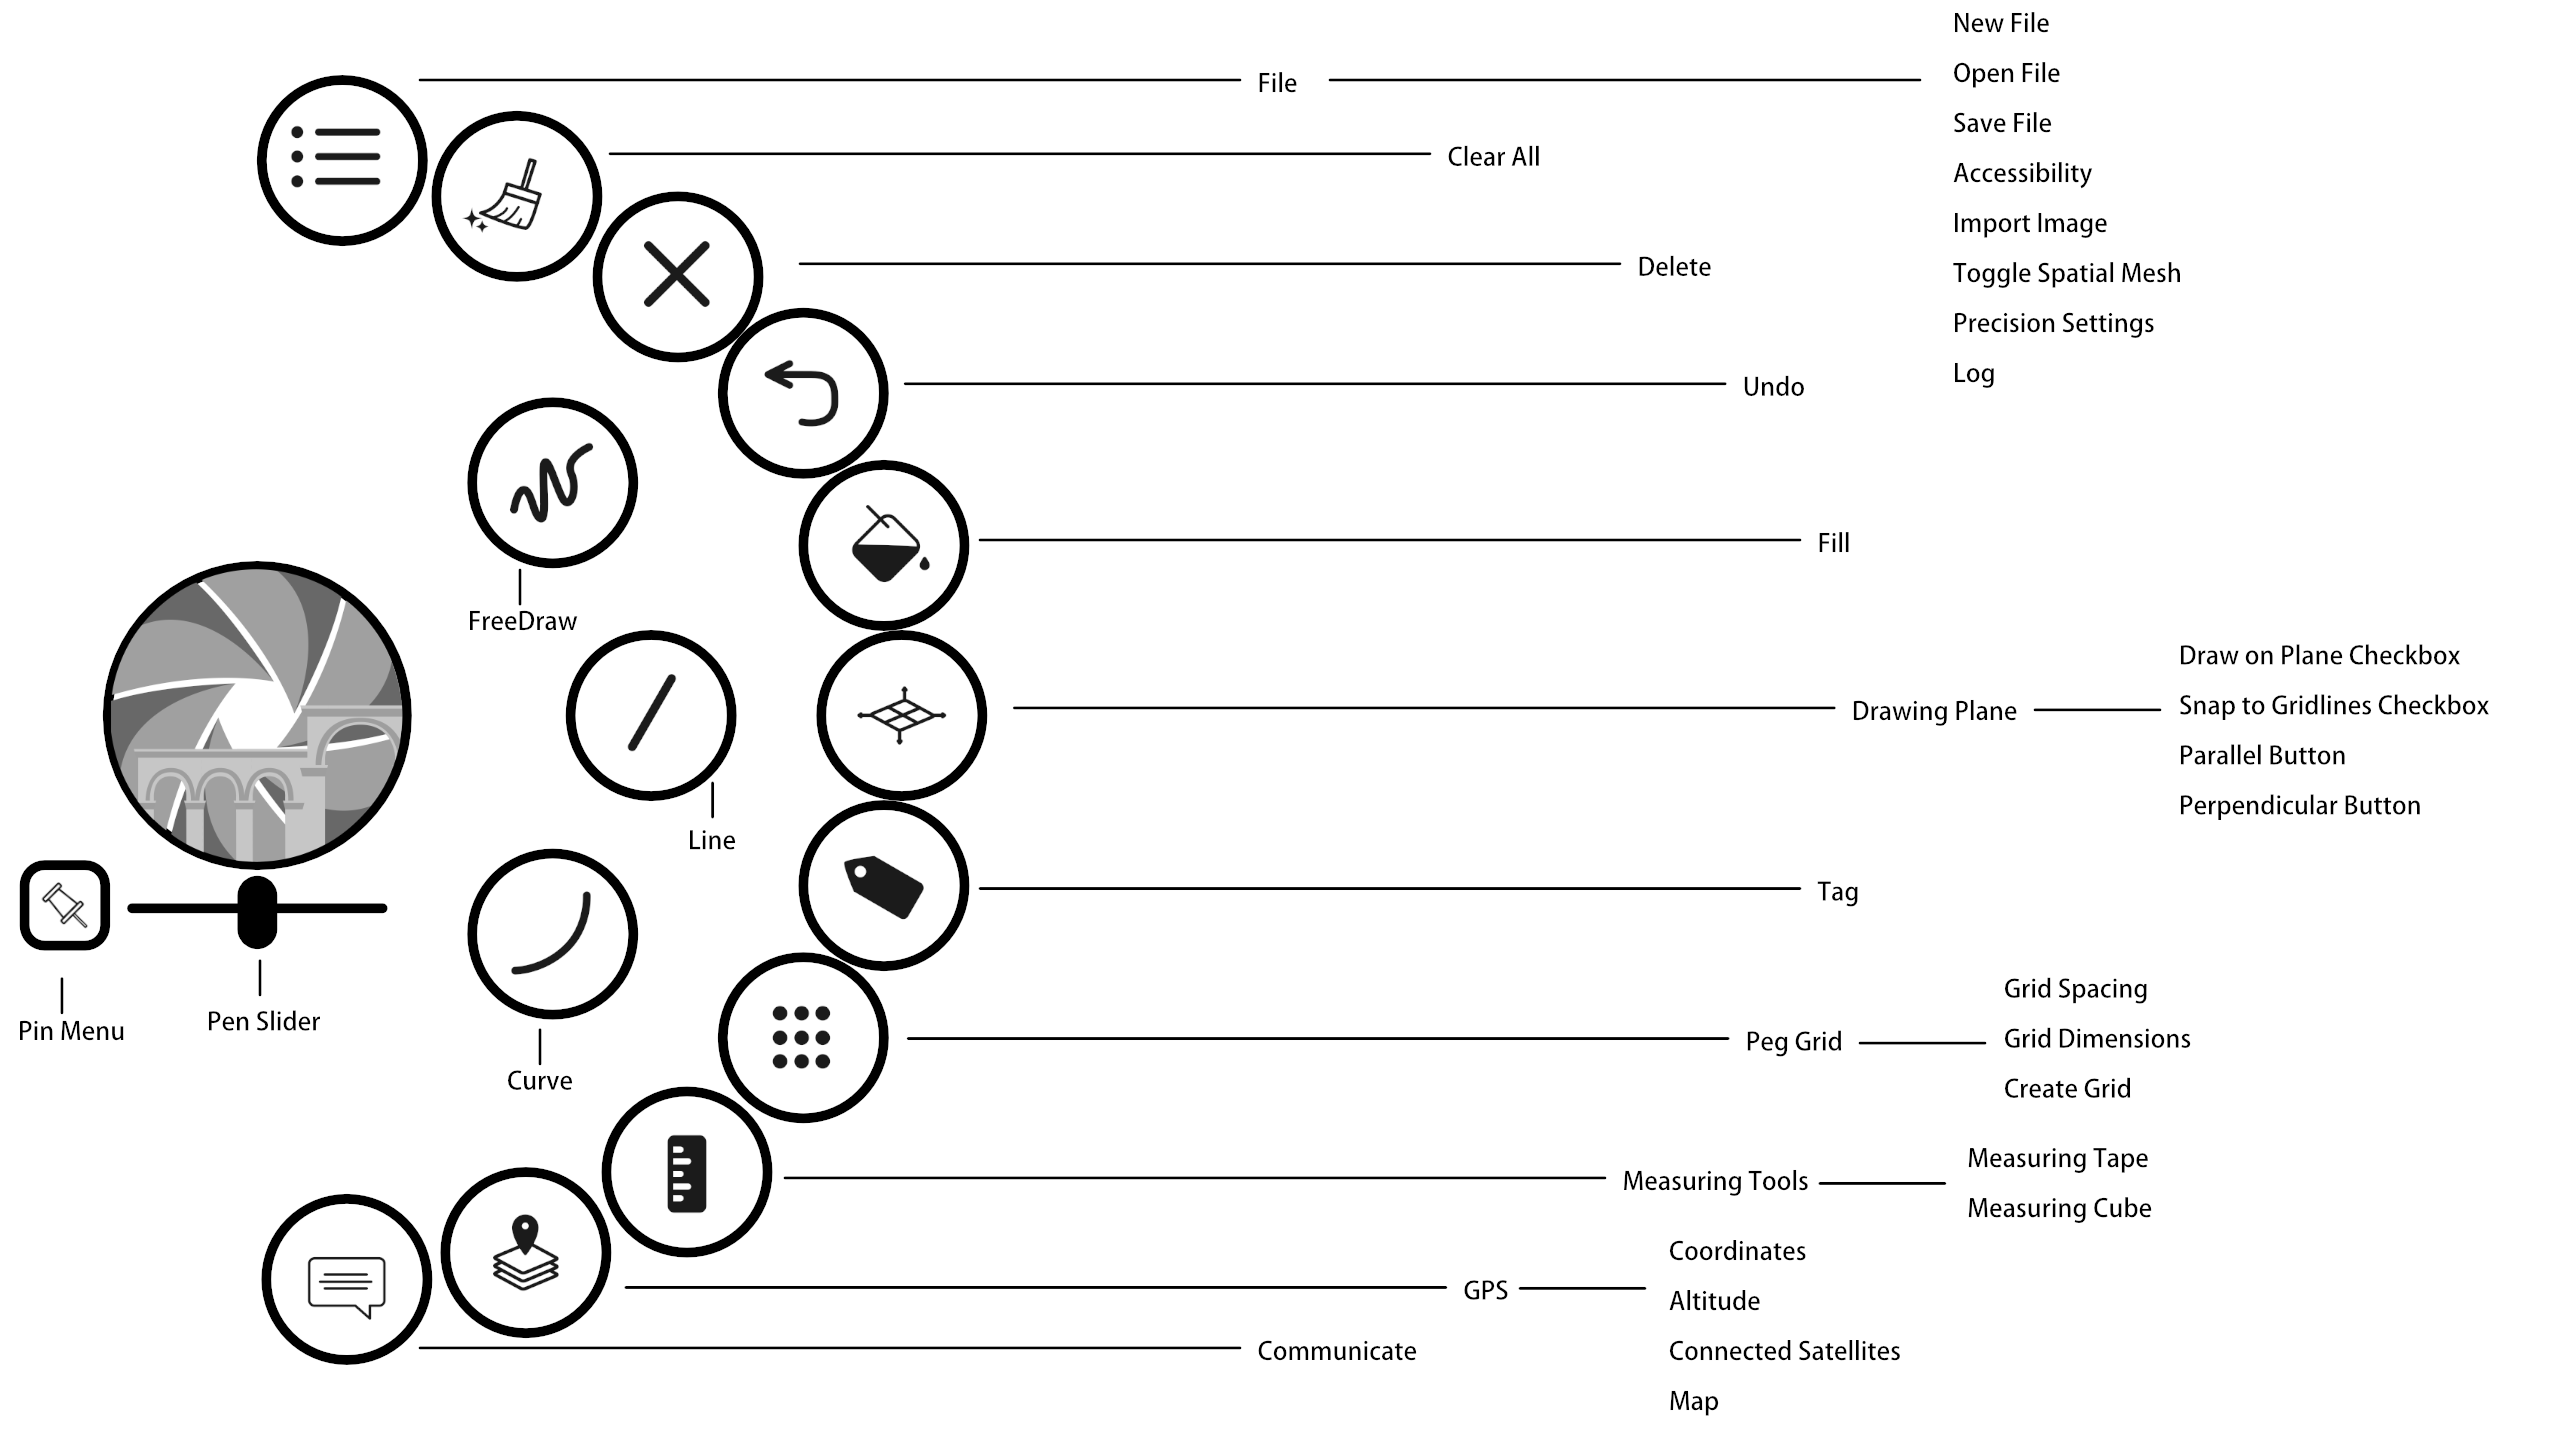 File
New File
Open File
Save File
Accessibility
Import Image
Toggle Spatial Mesh
Precision Settings
Log
Clear All
Delete
Undo
Fill
FreeDraw
Line
Curve
Drawing Plane
Draw on Plane Checkbox
Snap to Gridlines Checkbox
Parallel Button
Perpendicular Button
Tag
Pin Menu
Pen Slider
Peg Grid
Grid Spacing
Grid Dimensions
Create Grid
Measuring Tools
Measuring Tape
Measuring Cube
GPS
Coordinates
Altitude
Connected Satellites
Map
Communicate